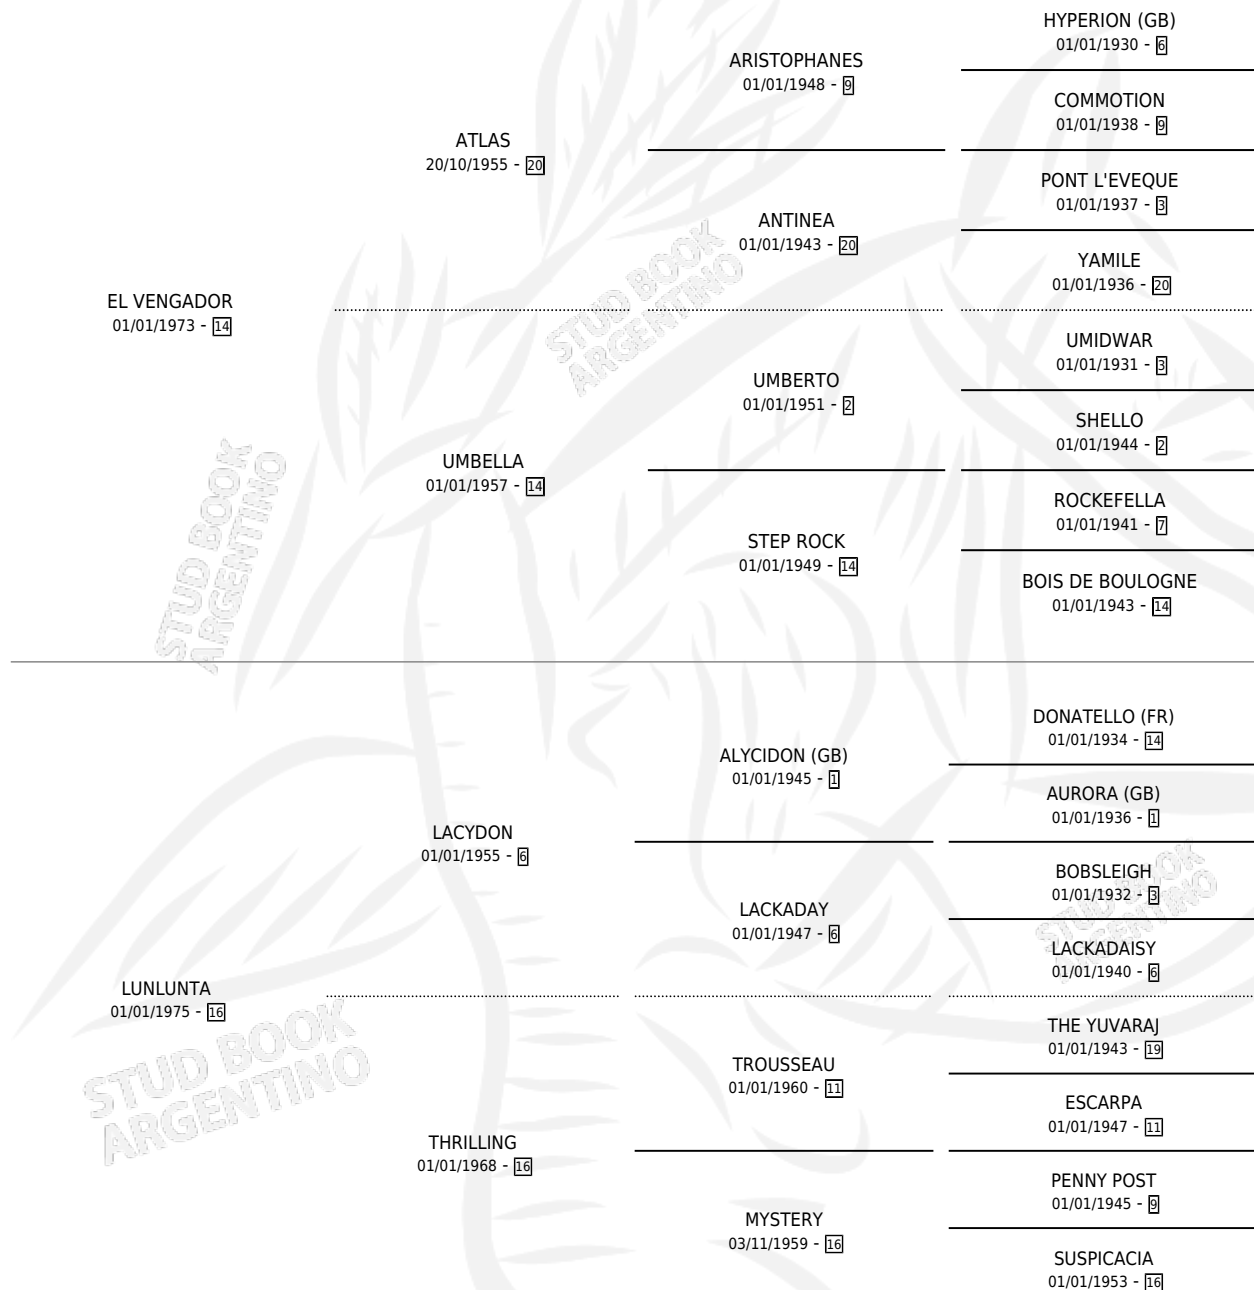 HYPERION (GB)
01/01/1930 - 6
ARISTOPHANES
01/01/1948 - 9
COMMOTION
01/01/1938 - 9
ATLAS
20/10/1955 - 20
PONT L'EVEQUE
01/01/1937 - 3
ANTINEA
01/01/1943 - 20
YAMILE
01/01/1936 - 20
EL VENGADOR
01/01/1973 - 14
STUD BOOK
ARGENTINO
UMIDWAR
01/01/1931 - 3
UMBERTO
01/01/1951 - 2
SHELLO
01/01/1944 - 2
UMBELLA
01/01/1957 - 14
STUD BOOK
ARGENTINO
ROCKEFELLA
01/01/1941 - 7
STEP ROCK
01/01/1949 - 14
BOIS DE BOULOGNE
01/01/1943 - 14
DONATELLO (FR)
01/01/1934 - 14
ALYCIDON (GB)
01/01/1945 - 1
AURORA (GB)
01/01/1936 - 1
LACYDON
01/01/1955 - 6
BOBSLEIGH
01/01/1932 - 3
LACKADAY
01/01/1947 - 6
STUD BOOK
ARGENTINO
LACKADAISY
01/01/1940 - 6
LUNLUNTA
01/01/1975 - 16
STUD BOOK
ARGENTINO
THE YUVARAJ
01/01/1943 - 19
TROUSSEAU
01/01/1960 - 11
ESCARPA
01/01/1947 - 11
THRILLING
01/01/1968 - 16
PENNY POST
01/01/1945 - 9
MYSTERY
03/11/1959 - 16
SUSPICACIA
01/01/1953 - 16